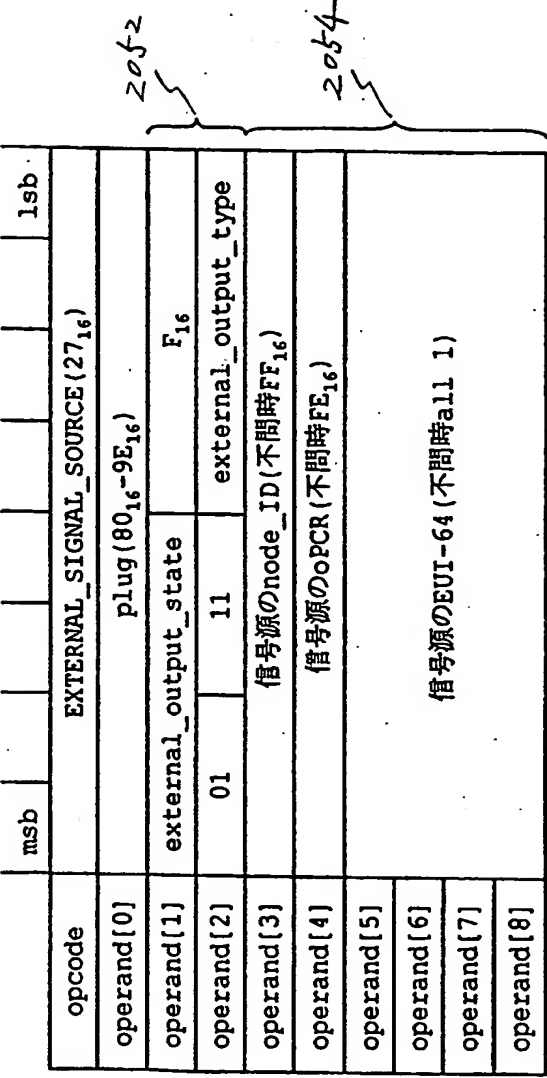 msb lsb
opcode EXTERNAL_SIGNAL_SOURCE(27₁₆)
operand[0] plug(80₁₆-9E₁₆)
operand[1] external_output_state F₁₆
operand[2] 01 11 external_output_type
operand[3] 信号源のnode_ID(不問時FF₁₆)
operand[4] 信号源のoPCR(不問時FE₁₆)
operand[5]
operand[6] 信号源のEUI-64(不問時all 1)
operand[7]
operand[8]
2052
2054